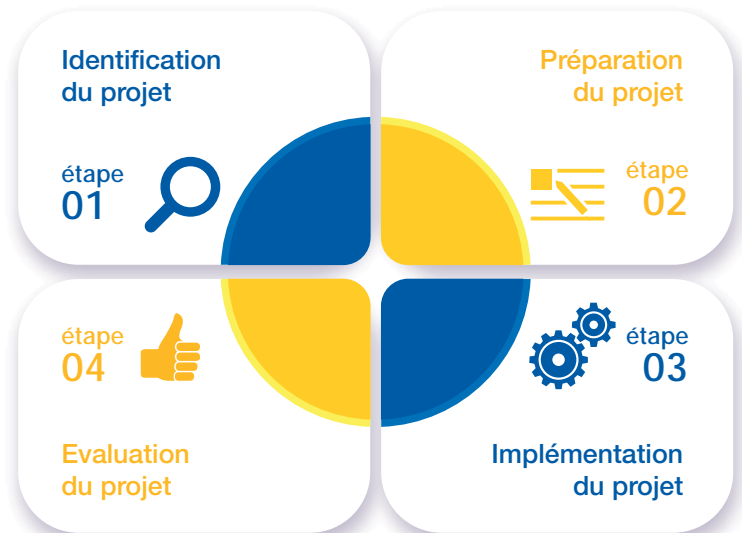 Identification
du projet
étape
01
Préparation
du projet
étape
02
étape
03
Implémentation
du projet
étape
04
Evaluation
du projet